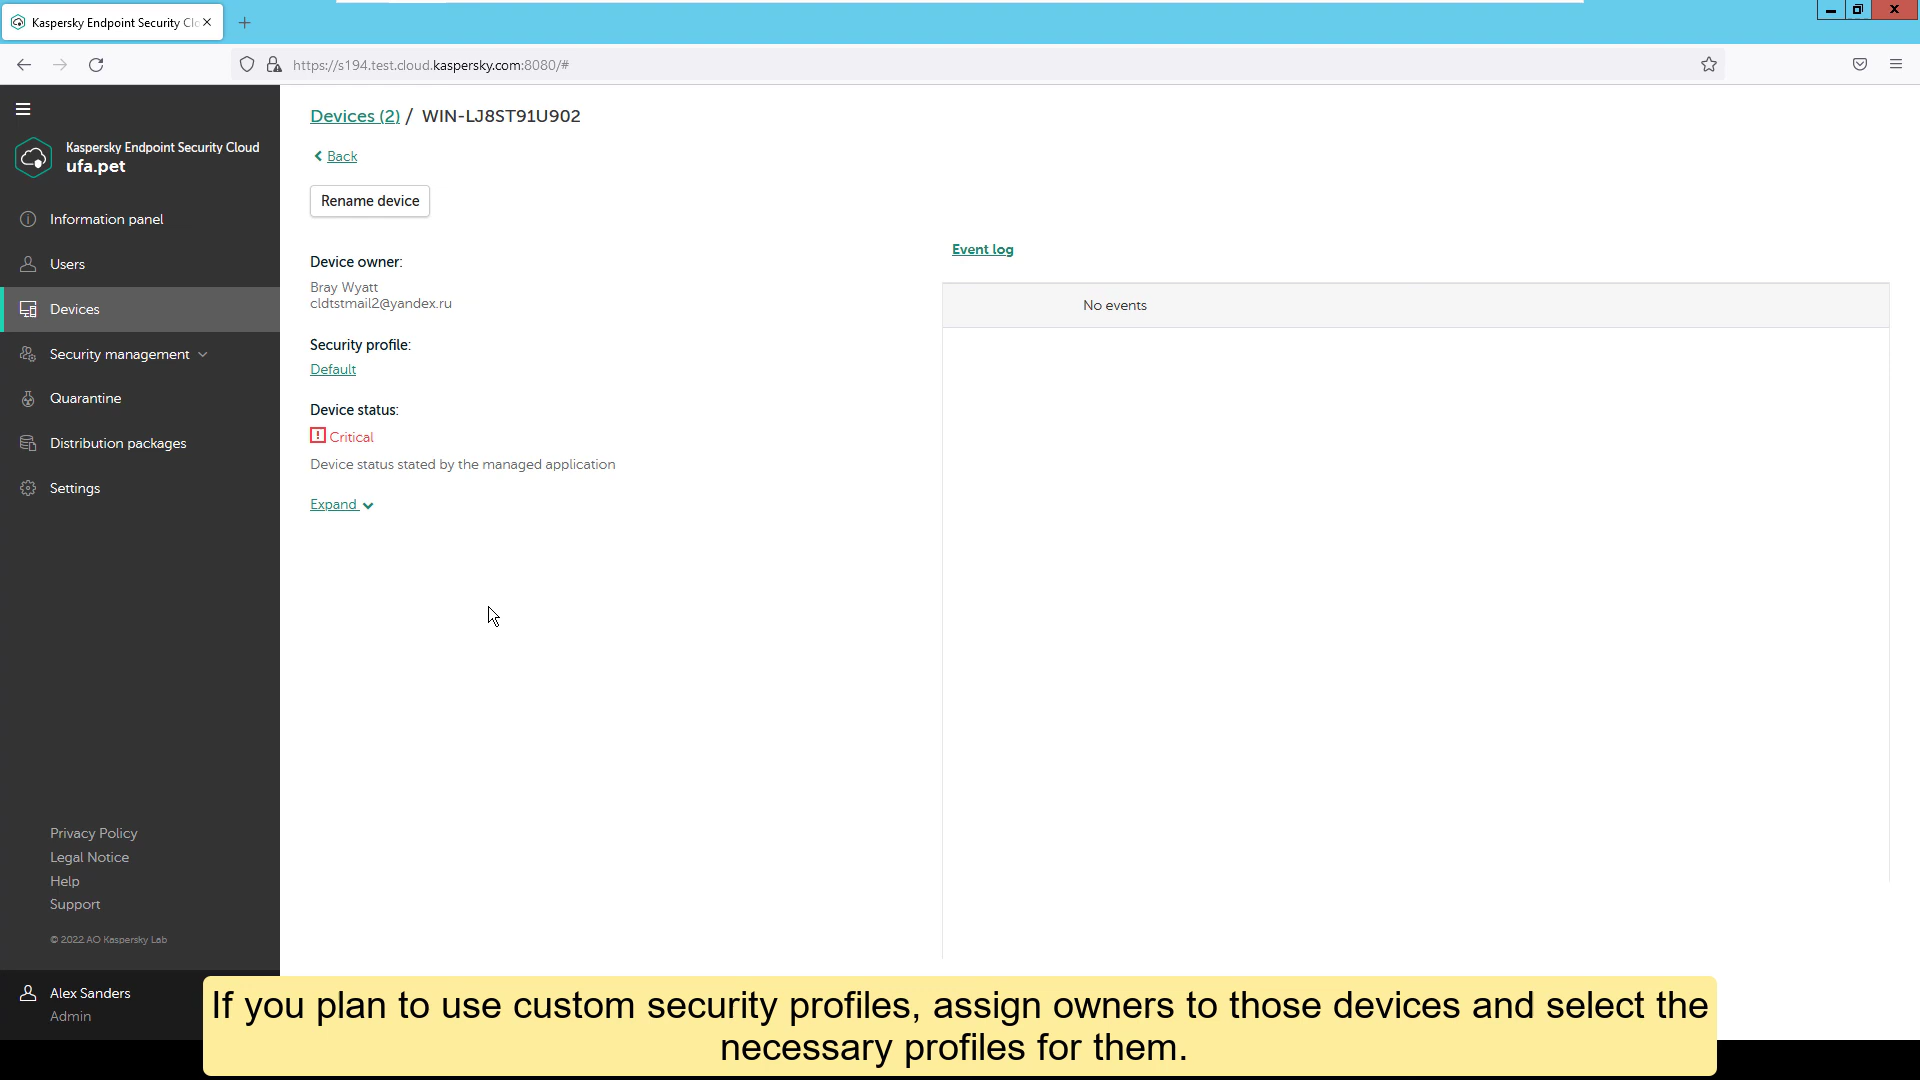 Kaspersky Endpoint Security Clo
https://s194.test.cloud.kaspersky.com:8080/#
Kaspersky Endpoint Security Cloud
ufa.pet
Information panel
Users
Devices
Security management
Quarantine
Distribution packages
Settings
Privacy Policy
Legal Notice
Help
Support
© 2022 AO Kaspersky Lab
Alex Sanders
Admin
Devices (2) / WIN-LJ8ST91U902
Back
Rename device
Device owner:
Bray Wyatt
cldtstmail2@yandex.ru
Security profile:
Default
Device status:
Critical
Device status stated by the managed application
Expand
Event log
No events
If you plan to use custom security profiles, assign owners to those devices and select the
necessary profiles for them.